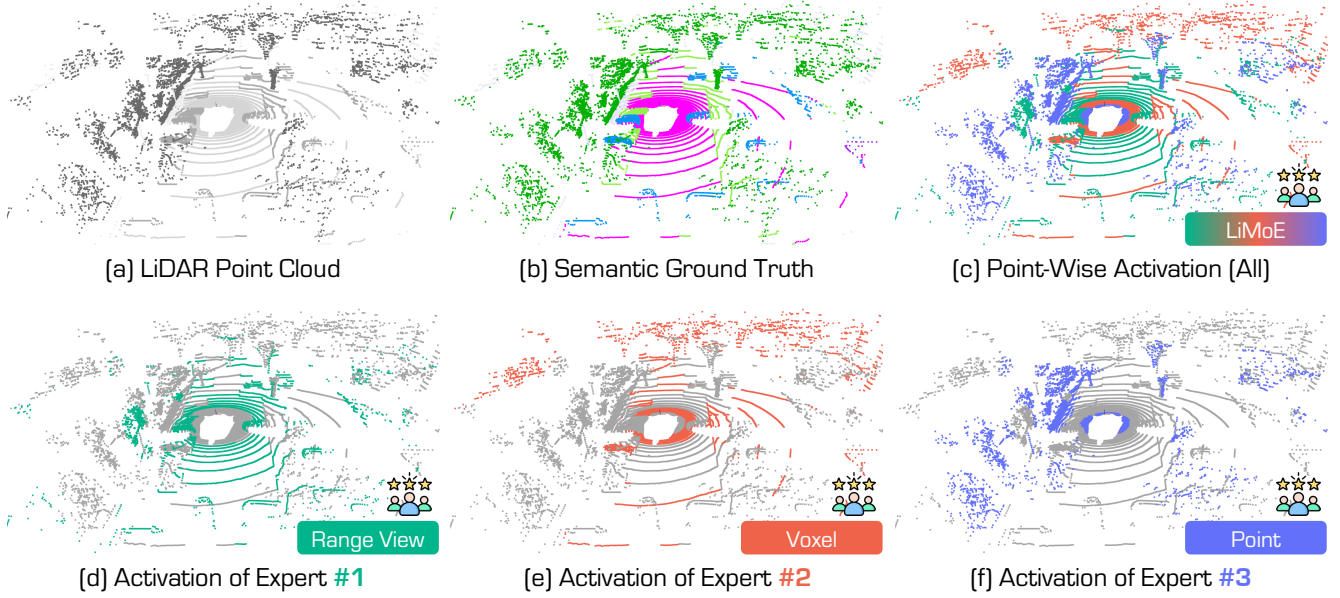 LiMoE
(a) LiDAR Point Cloud
(b) Semantic Ground Truth
(c) Point-Wise Activation (All)
Range View
Voxel
Point
(d) Activation of Expert #1
(e) Activation of Expert #2
(f) Activation of Expert #3